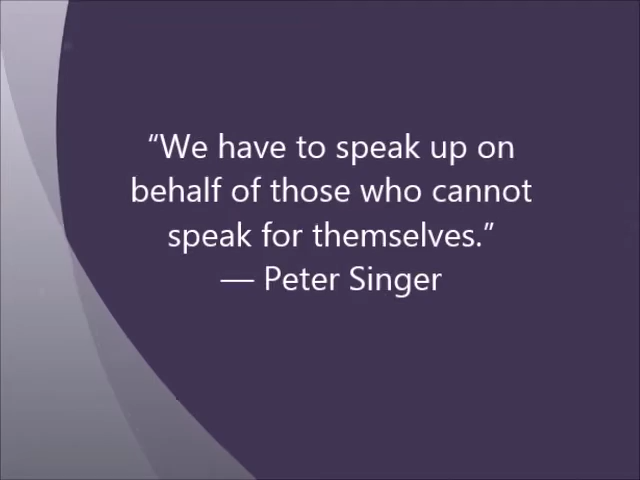 “We have to speak up on
behalf of those who cannot
speak for themselves.”
— Peter Singer